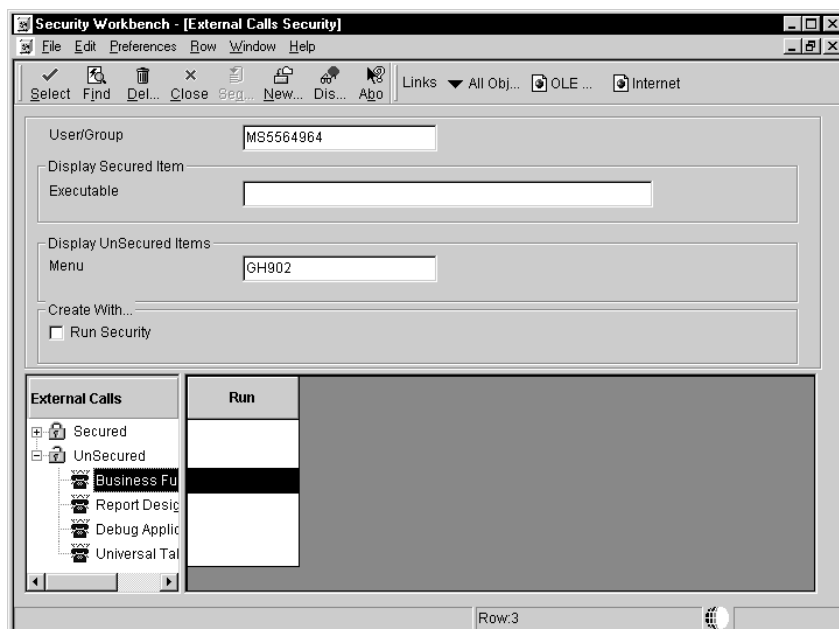 Security Workbench - [External Calls Security]
File Edit Preferences Row Window Help
Select Find Del... Close Seq... New... Dis... Abo Links All Obj... OLE ... Internet
User/Group MS5564964
Display Secured Item
Executable
Display UnSecured Items
Menu GH902
Create With...
Run Security
External Calls Run
Secured
UnSecured
Business Fu
Report Desig
Debug Applic
Universal Tal
Row:3